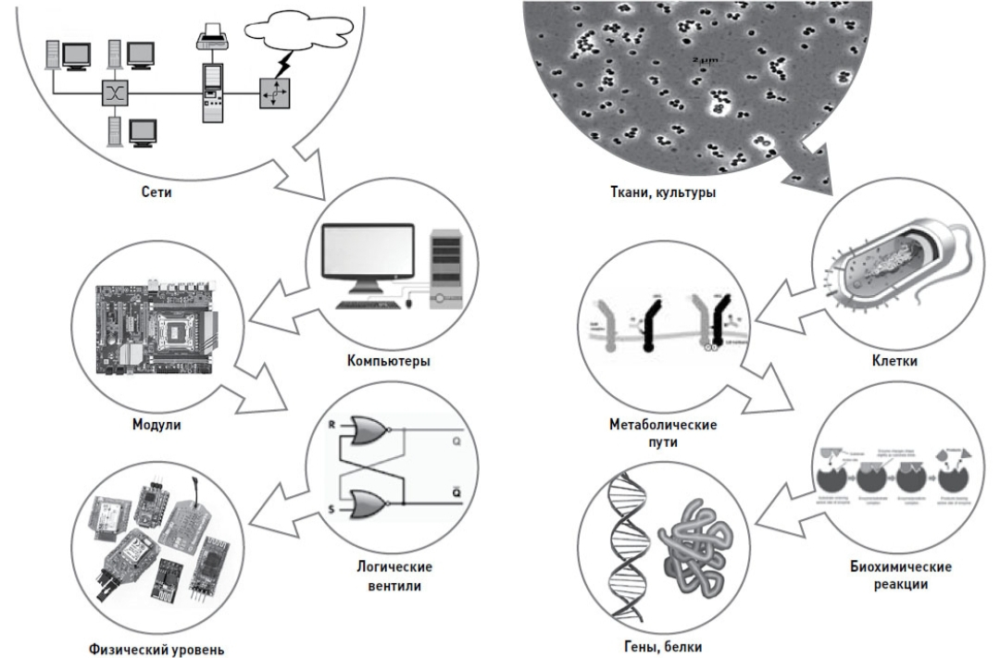 Сети
Компьютеры
Модули
R
Q
S
Q̅
Логические
вентили
Физический уровень
2 µm
Ткани, культуры
Клетки
Метаболические
пути
Биохимические
реакции
Гены, белки